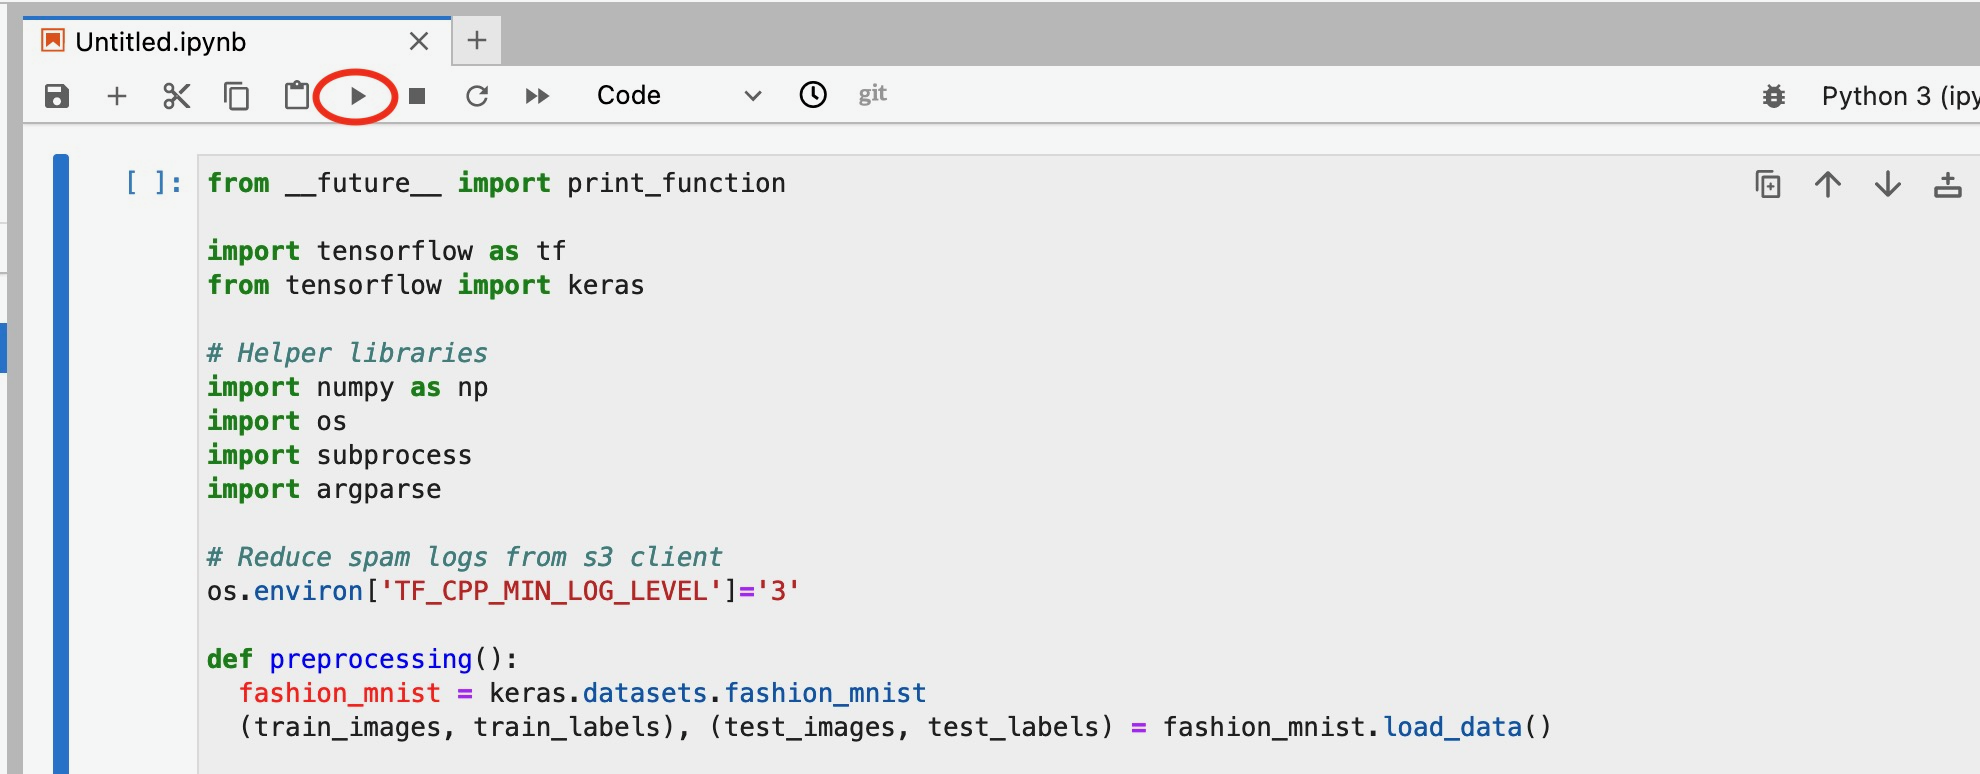 Untitled.ipynb
Code git Python 3 (ipy
[ ]: from __future__ import print_function
import tensorflow as tf
from tensorflow import keras
# Helper libraries
import numpy as np
import os
import subprocess
import argparse
# Reduce spam logs from s3 client
os.environ['TF_CPP_MIN_LOG_LEVEL']='3'
def preprocessing():
fashion_mnist = keras.datasets.fashion_mnist
(train_images, train_labels), (test_images, test_labels) = fashion_mnist.load_data()